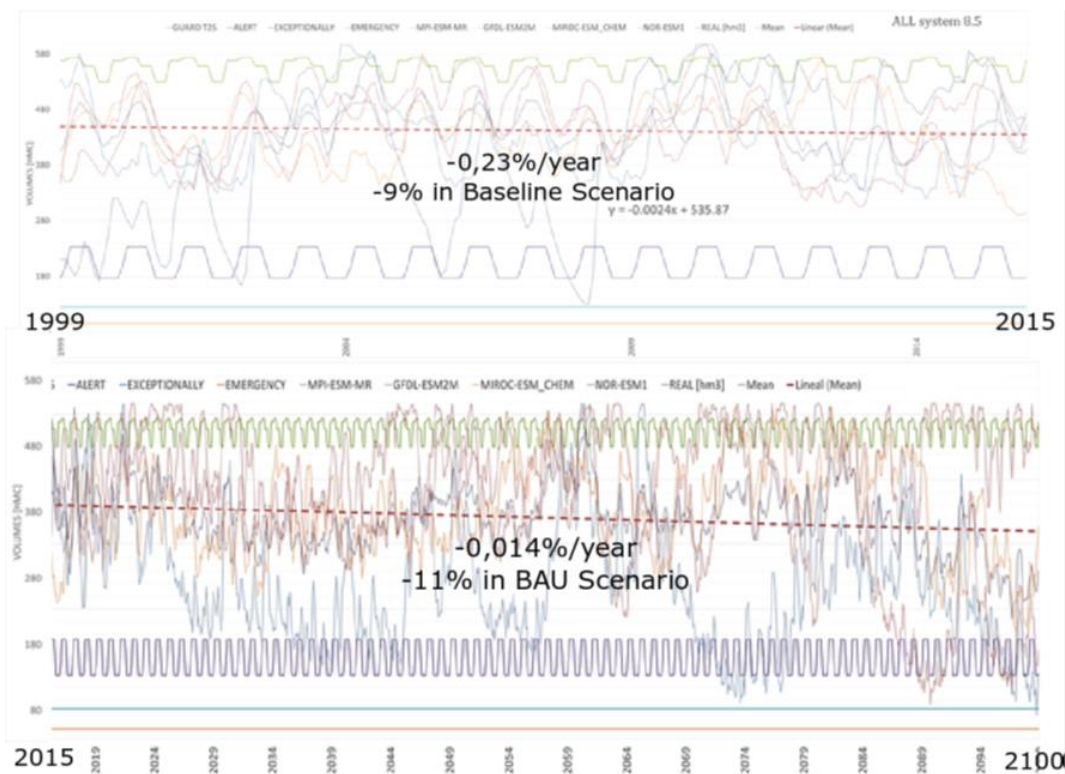 ALL system 8.5
GUARD T2S ALERT EXCEPTIONALLY EMERGENCY MPI-ESM-MR GFDL-ESM2M MIROC-ESM_CHEM NOR-ESM1 REAL [hm3] Mean Linear (Mean)
580
480
380
280
180
VOLUMES [HMC]
-0,23%/year
-9% in Baseline Scenario
y = -0.0024x + 535.87
1999
2015
1999 2004 2009 2014
S ALERT EXCEPTIONALLY EMERGENCY MPI-ESM-MR GFDL-ESM2M MIROC-ESM_CHEM NOR-ESM1 REAL [hm3] Mean Lineal (Mean)
580
480
380
280
180
80
VOLUMES [HMC]
-0,014%/year
-11% in BAU Scenario
2015
2100
2019 2024 2029 2034 2039 2044 2049 2054 2059 2064 2069 2074 2079 2084 2089 2094